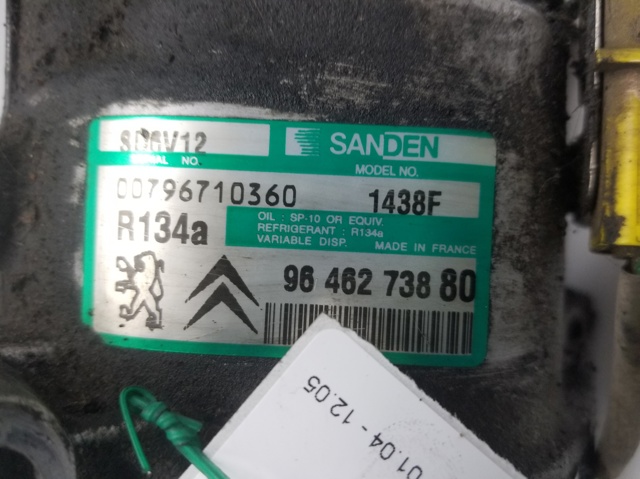 SD6V12
SANDEN
SERIAL NO.
MODEL NO.
00796710360
1438F
R134a
OIL : SP-10 OR EQUIV.
REFRIGERANT : R134a
VARIABLE DISP.
MADE IN FRANCE
96 462 738 80
01.04 - 12.05